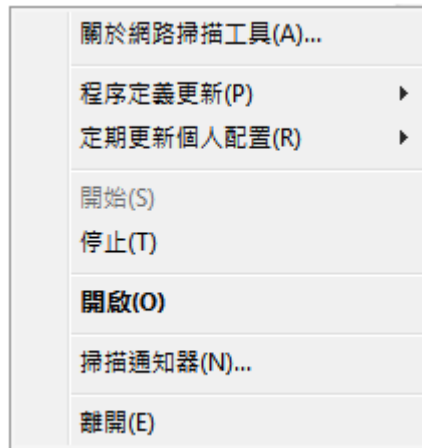 關於網路掃描工具(A)...
程序定義更新(P)
定期更新個人配置(R)
開始(S)
停止(T)
開啟(O)
掃描通知器(N)...
離開(E)